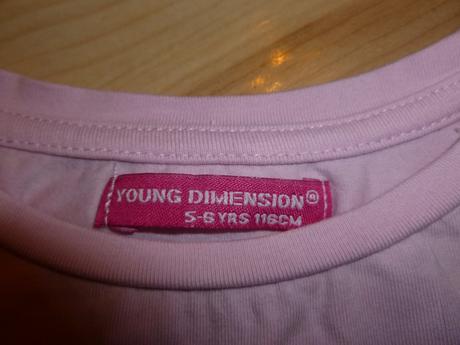 YOUNG DIMENSION®
5-6 YRS 116CM